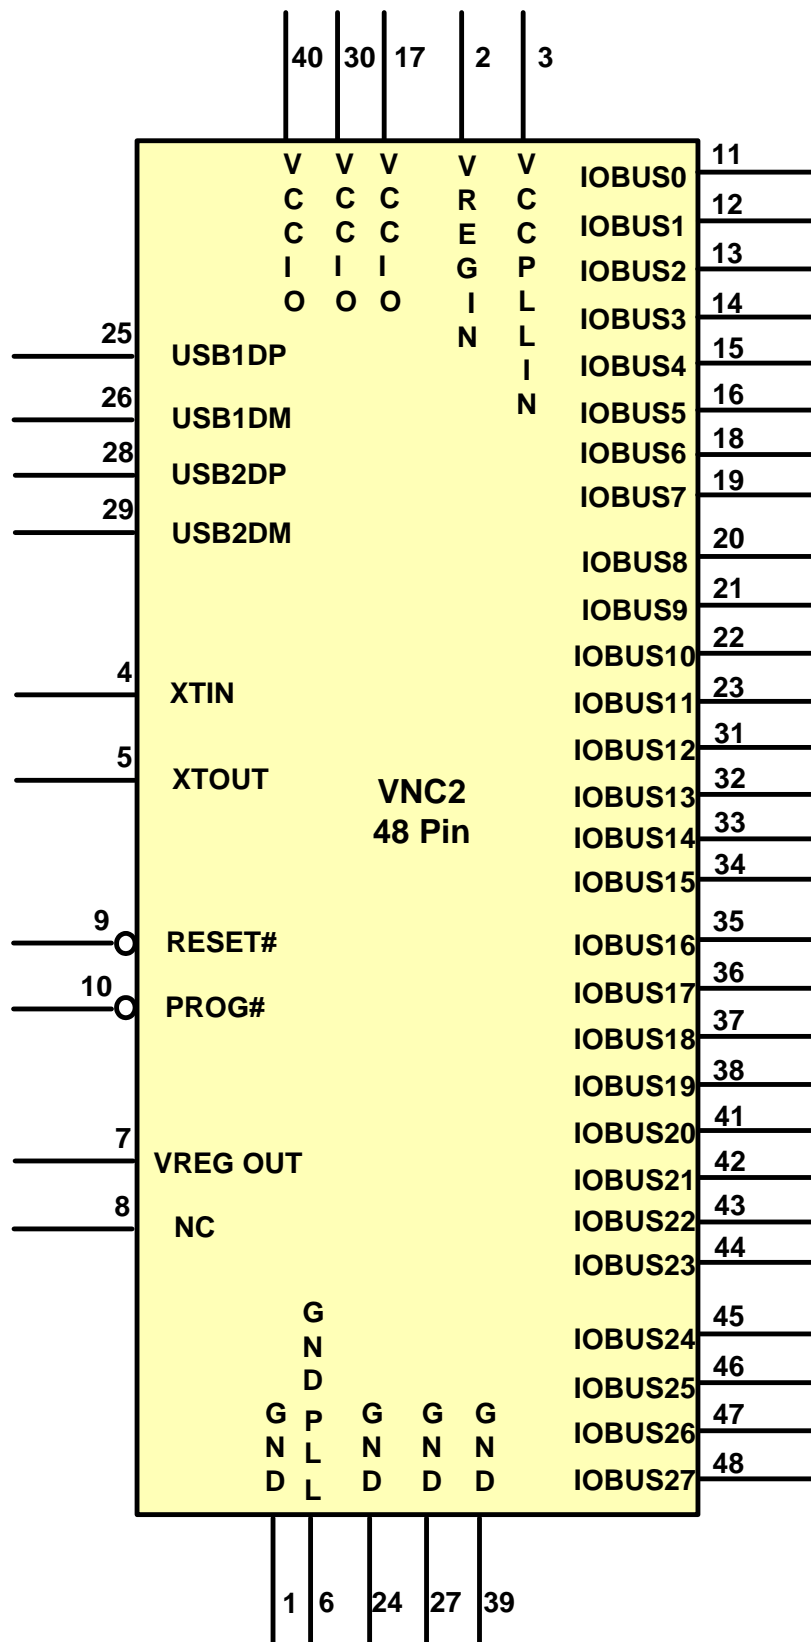 40 30 17 2 3
VCCIO VCCIO VCCIO VREGIN VCCPLLIN
25 USB1DP
26 USB1DM
28 USB2DP
29 USB2DM
4 XTIN
5 XTOUT
9 RESET#
10 PROG#
7 VREG OUT
8 NC
VNC2
48 Pin
IOBUS0 11
IOBUS1 12
IOBUS2 13
IOBUS3 14
IOBUS4 15
IOBUS5 16
IOBUS6 18
IOBUS7 19
IOBUS8 20
IOBUS9 21
IOBUS10 22
IOBUS11 23
IOBUS12 31
IOBUS13 32
IOBUS14 33
IOBUS15 34
IOBUS16 35
IOBUS17 36
IOBUS18 37
IOBUS19 38
IOBUS20 41
IOBUS21 42
IOBUS22 43
IOBUS23 44
IOBUS24 45
IOBUS25 46
IOBUS26 47
IOBUS27 48
GND GND PLL GND GND GND
1 6 24 27 39